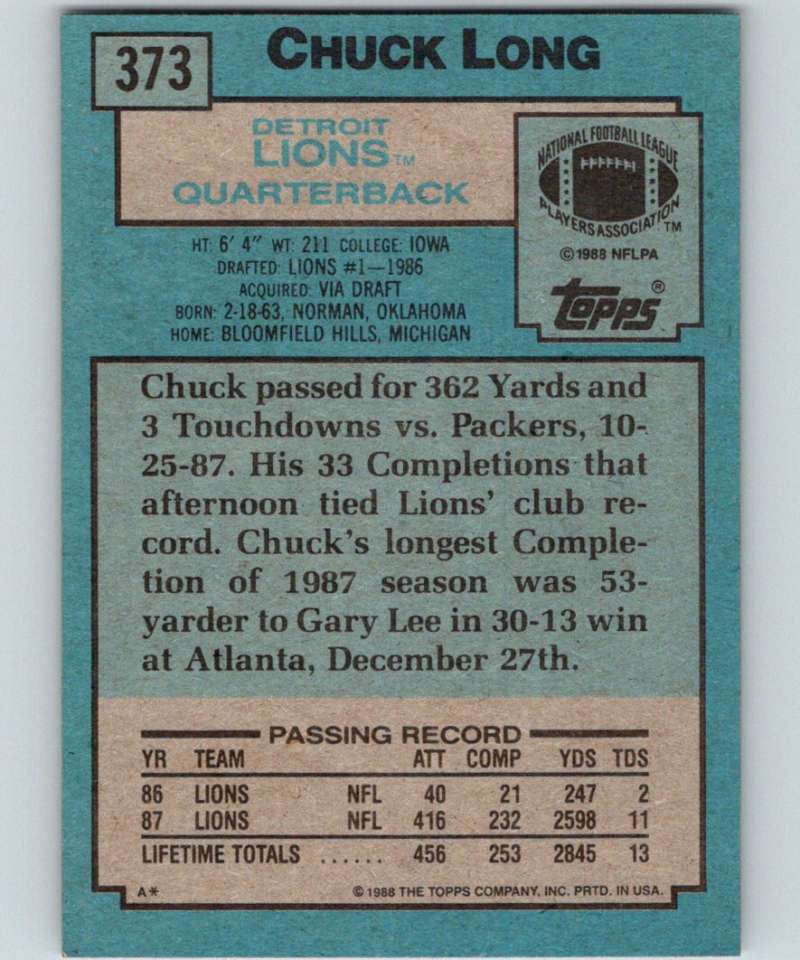 373
CHUCK LONG
DETROIT
LIONS™
QUARTERBACK
NATIONAL FOOTBALL LEAGUE
PLAYERS ASSOCIATION™
©1988 NFLPA
TOPPS®
HT: 6' 4" WT: 211 COLLEGE: IOWA
DRAFTED: LIONS #1—1986
ACQUIRED: VIA DRAFT
BORN: 2-18-63, NORMAN, OKLAHOMA
HOME: BLOOMFIELD HILLS, MICHIGAN
Chuck passed for 362 Yards and
3 Touchdowns vs. Packers, 10-
25-87. His 33 Completions that
afternoon tied Lions' club re-
cord. Chuck's longest Comple-
tion of 1987 season was 53-
yarder to Gary Lee in 30-13 win
at Atlanta, December 27th.
PASSING RECORD
YR TEAM ATT COMP YDS TDS
86 LIONS NFL 40 21 247 2
87 LIONS NFL 416 232 2598 11
LIFETIME TOTALS ...... 456 253 2845 13
A* ©1988 THE TOPPS COMPANY, INC. PRTD. IN USA.